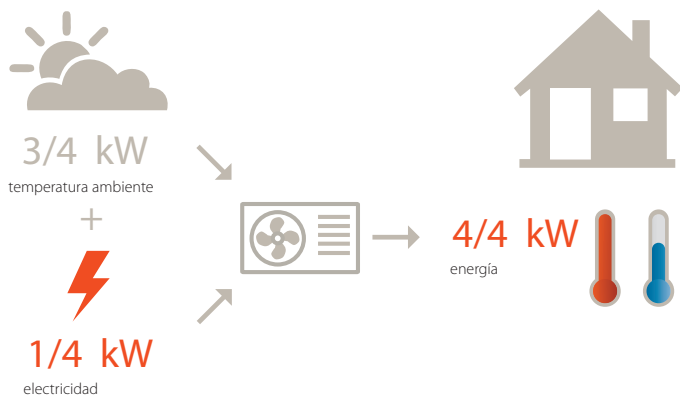 3/4 kW
temperatura ambiente
+
1/4 kW
electricidad
4/4 kW
energía